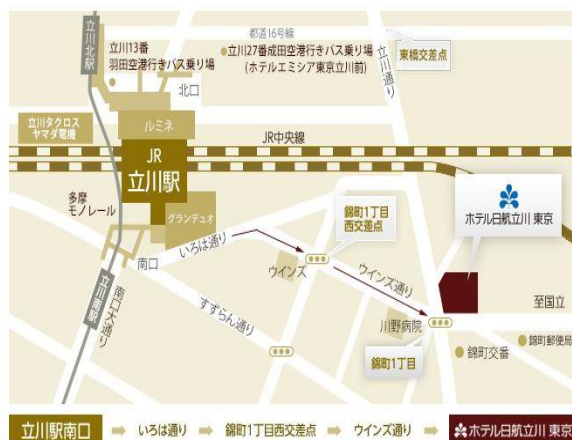 都道16号線
立川北駅
立川13番
羽田空港行きバス乗り場
立川27番成田空港行きバス乗り場
(ホテルエミシア東京立川前)
立川通り
東橋交差点
北口
立川タクロス
ヤマダ電機
ルミネ
JR中央線
JR
立川駅
多摩
モノレール
グランデュオ
ホテル日航立川 東京
錦町1丁目
西交差点
いろは通り
南口
ウインズ
ウインズ通り
立川南駅
南口大通り
すずらん通り
至国立
川野病院
錦町1丁目
錦町交番
錦町郵便局
立川駅南口 ➡ いろは通り ➡ 錦町1丁目西交差点 ➡ ウインズ通り ➡ ホテル日航立川 東京